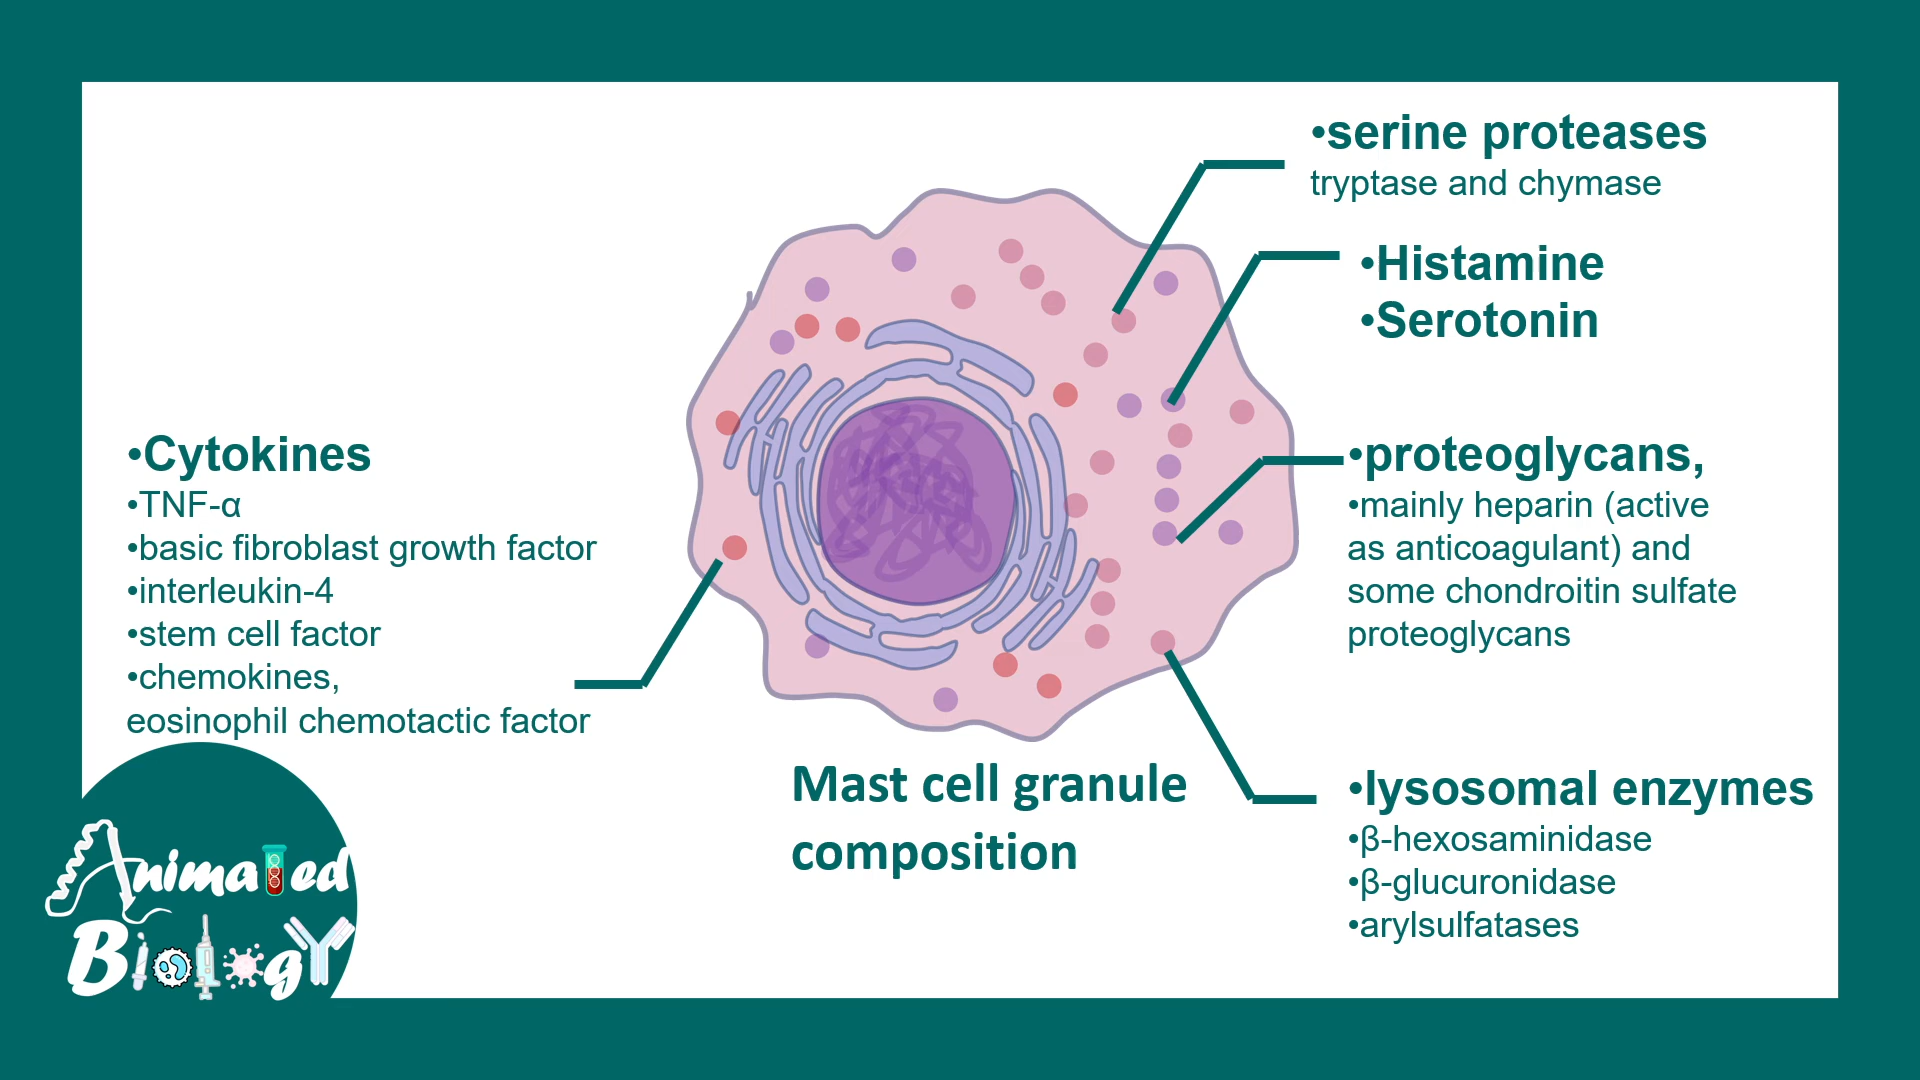 •serine proteases
tryptase and chymase
•Histamine
•Serotonin
•Cytokines
•TNF-α
•basic fibroblast growth factor
•interleukin-4
•stem cell factor
•chemokines,
eosinophil chemotactic factor
•proteoglycans,
•mainly heparin (active
as anticoagulant) and
some chondroitin sulfate
proteoglycans
Mast cell granule
composition
•lysosomal enzymes
•β-hexosaminidase
•β-glucuronidase
•arylsulfatases
Animated
Biology